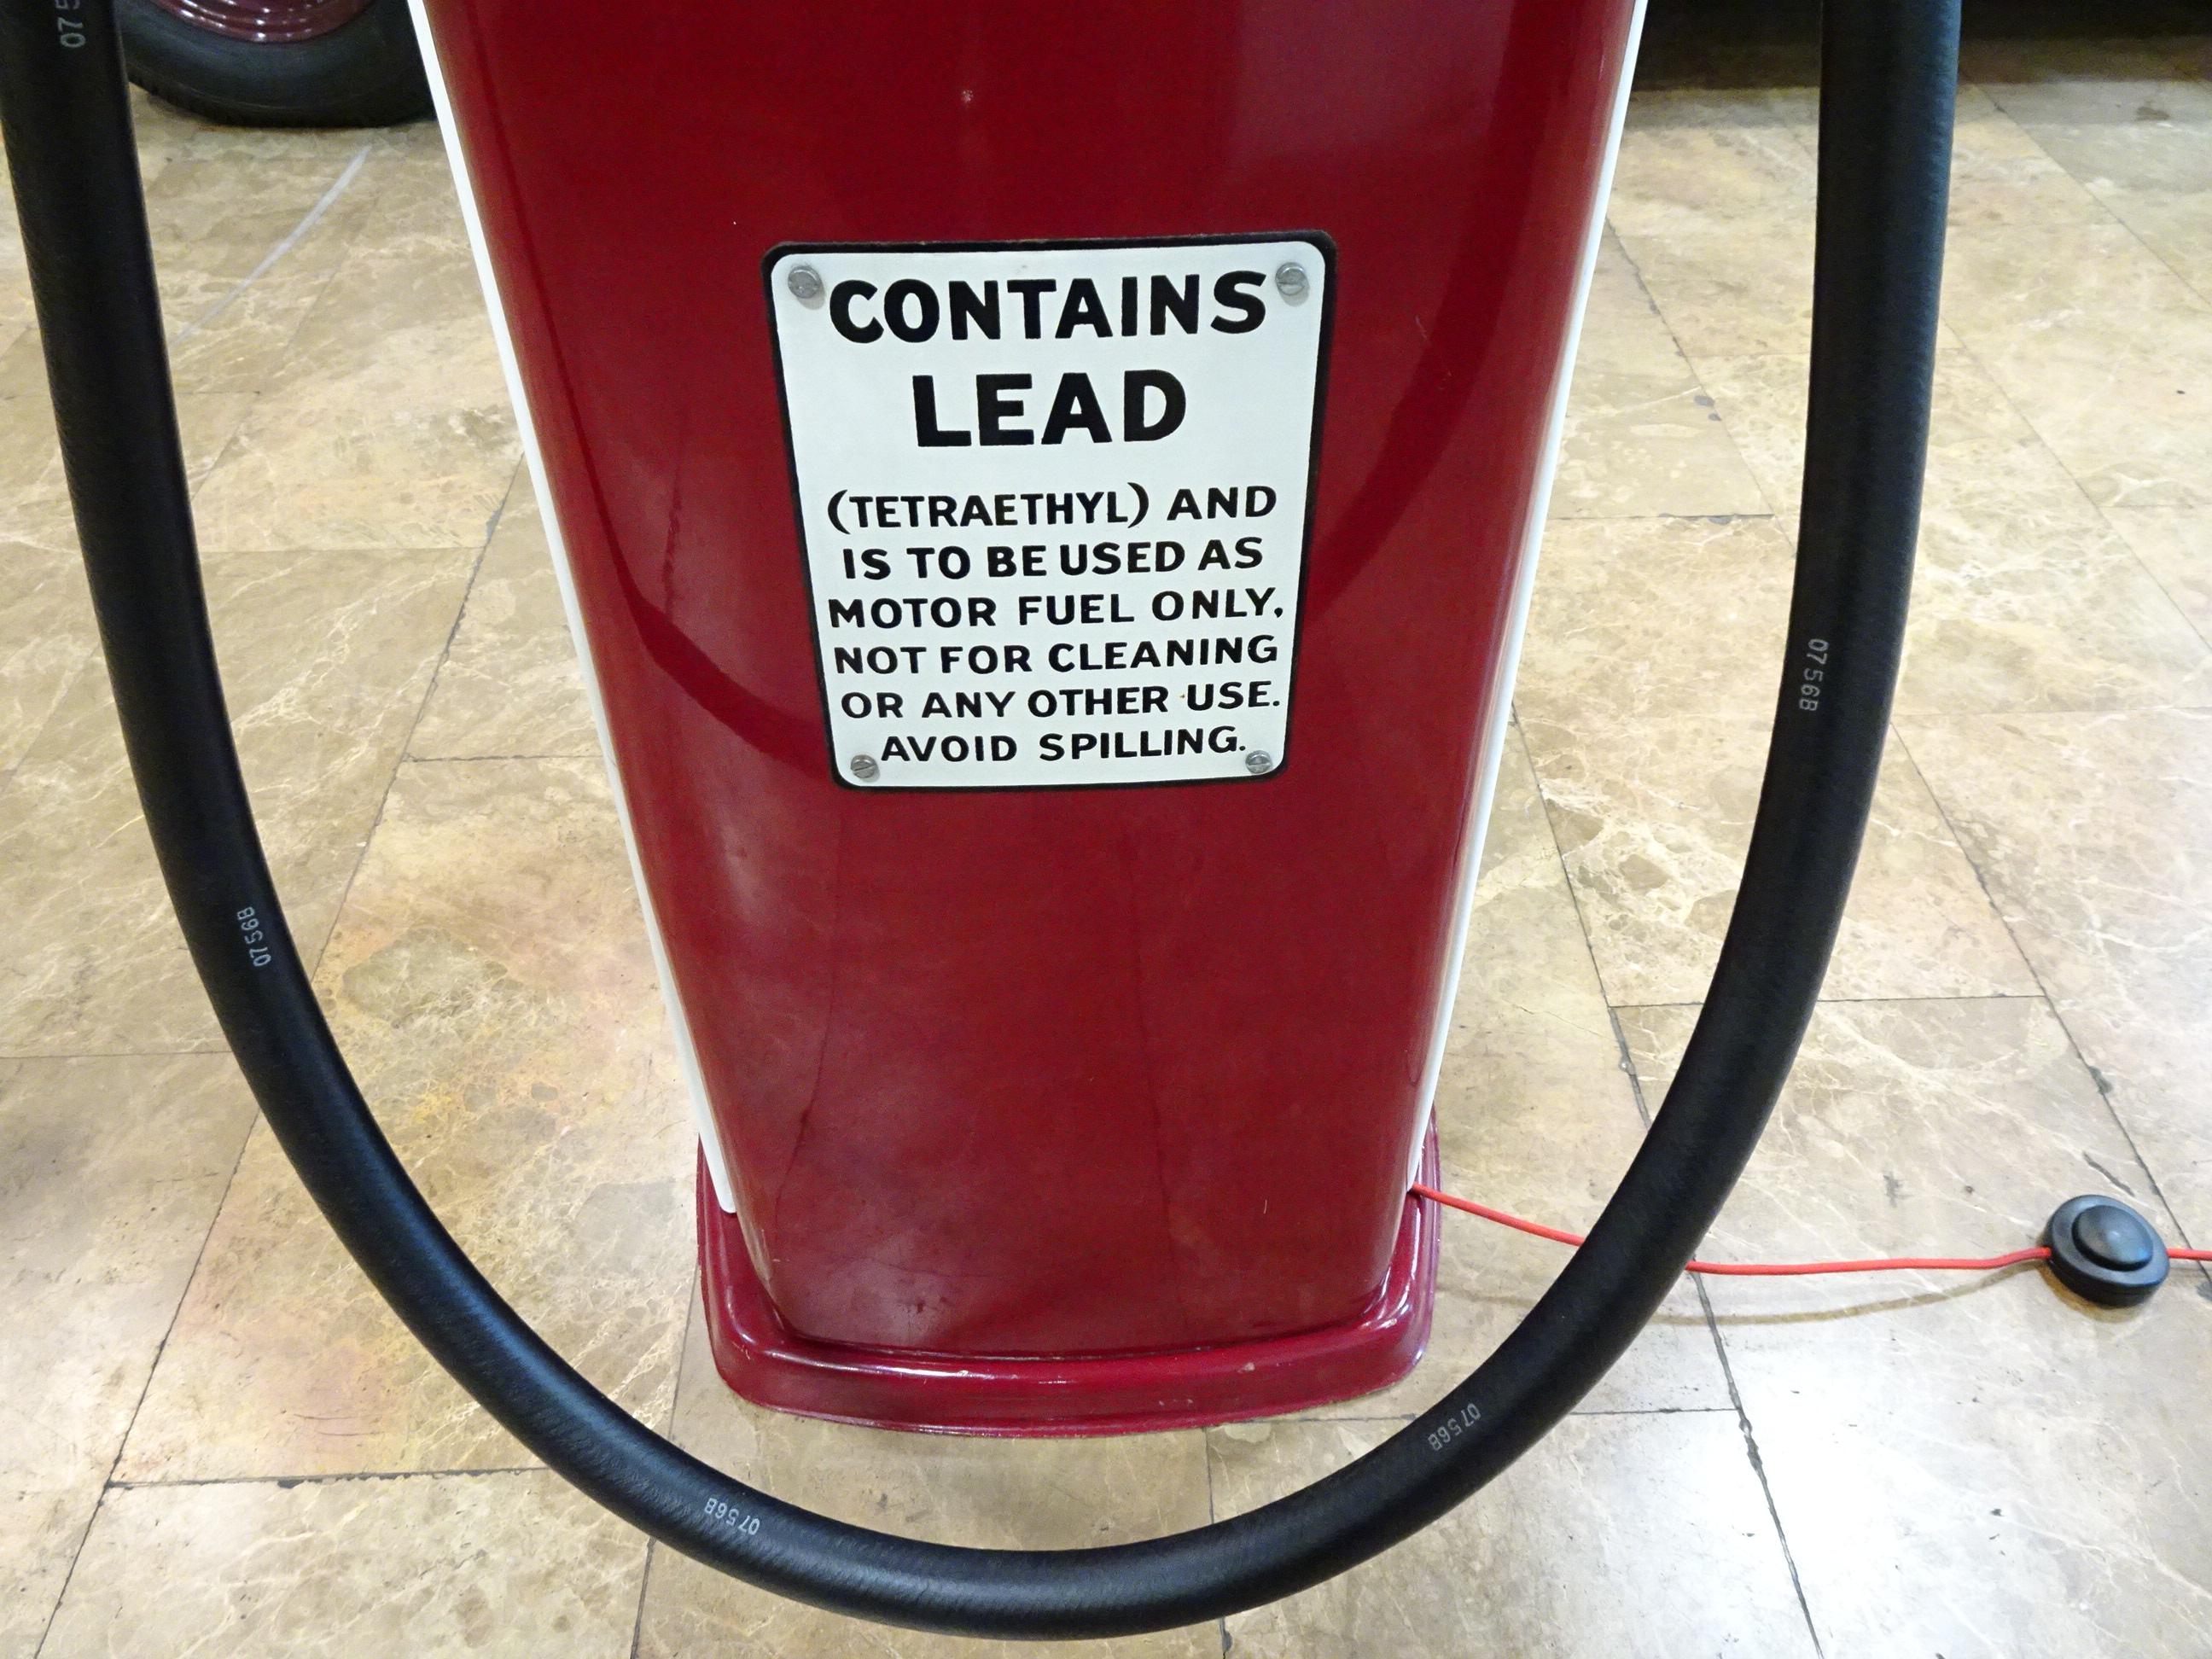 CONTAINS
LEAD
(TETRAETHYL) AND
IS TO BE USED AS
MOTOR FUEL ONLY,
NOT FOR CLEANING
OR ANY OTHER USE.
AVOID SPILLING.
075
0756B
0756B
0756B
0756B